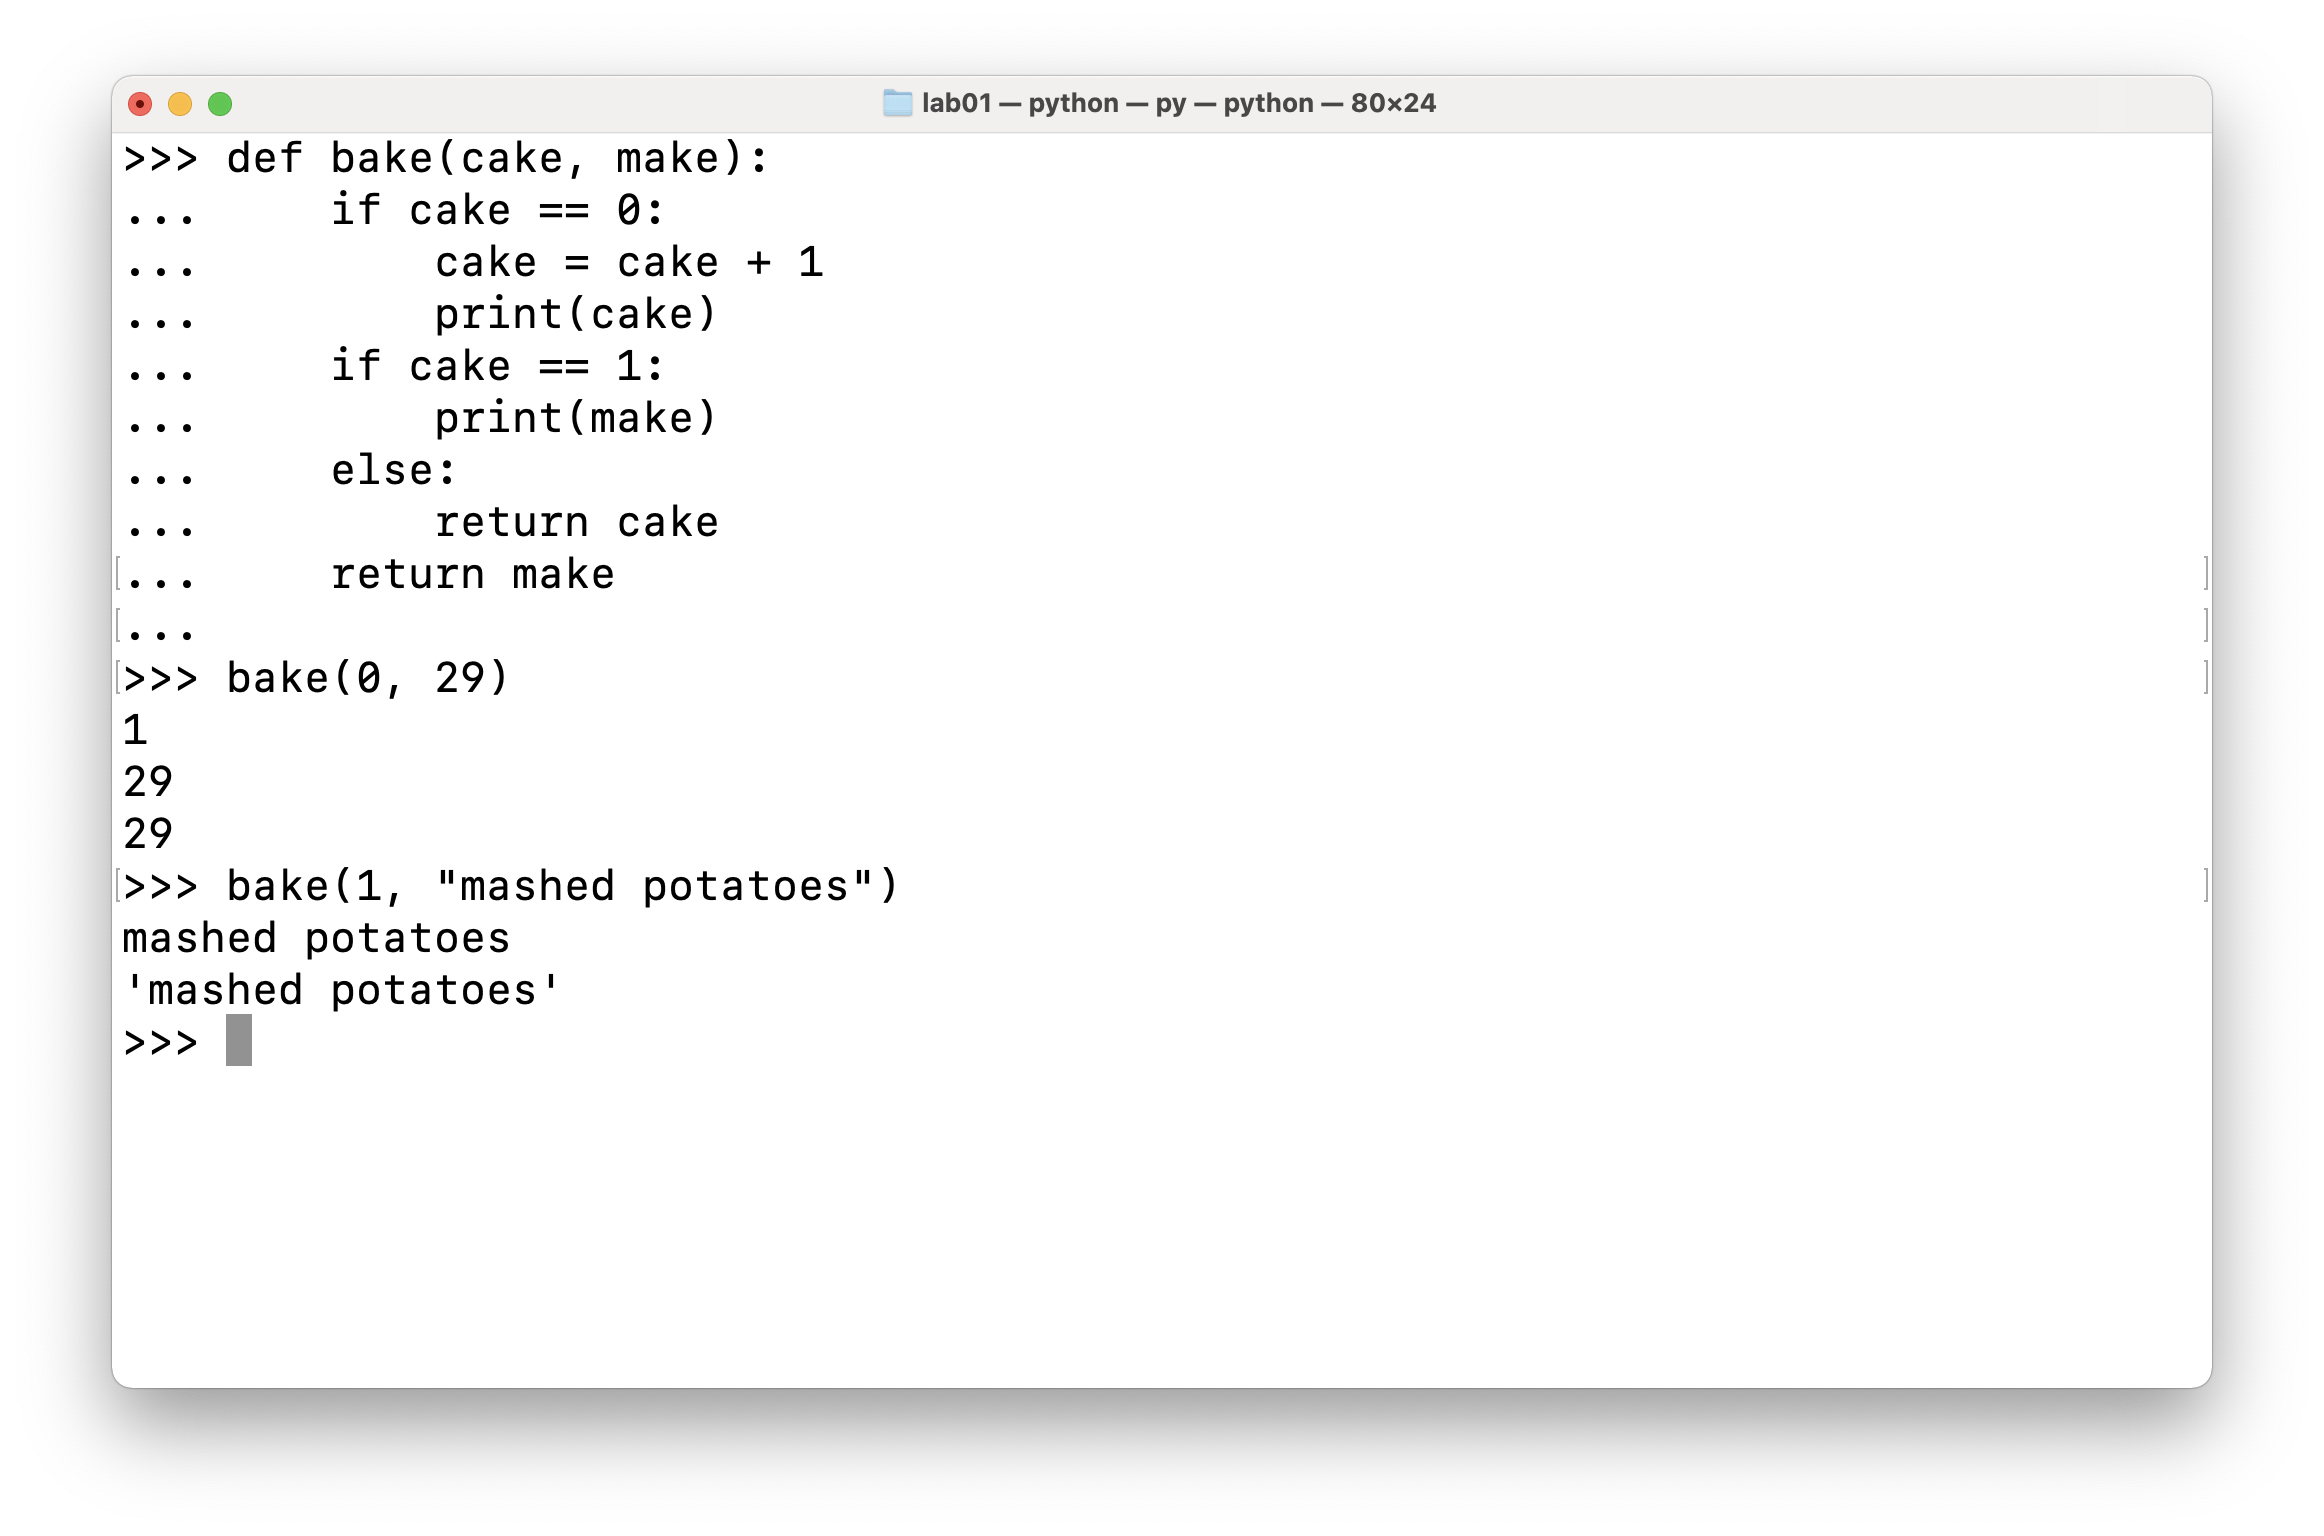 lab01 — python — py — python — 80×24
>>> def bake(cake, make):
...     if cake == 0:
...         cake = cake + 1
...         print(cake)
...     if cake == 1:
...         print(make)
...     else:
...         return cake
...     return make
...
>>> bake(0, 29)
1
29
29
>>> bake(1, "mashed potatoes")
mashed potatoes
'mashed potatoes'
>>>